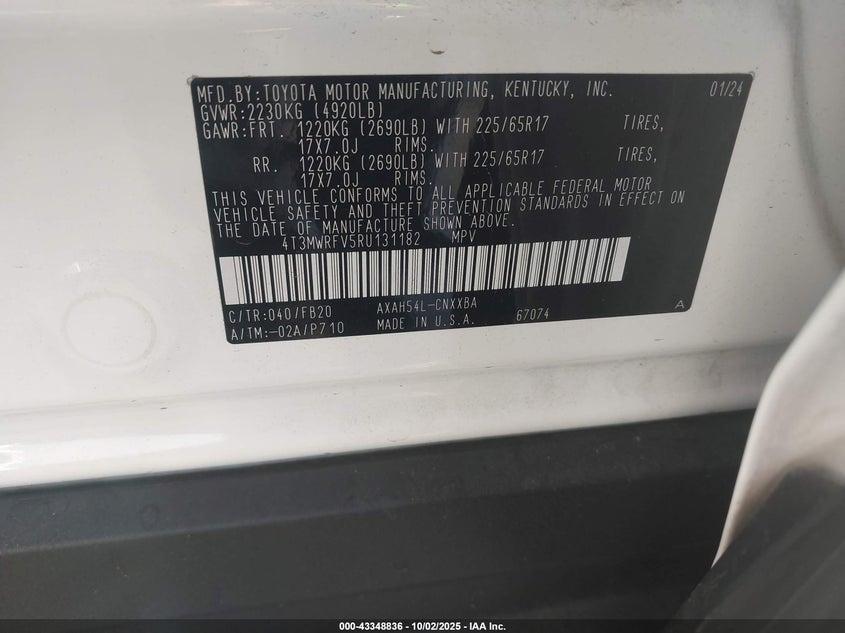 MFD.BY:TOYOTA MOTOR MANUFACTURING, KENTUCKY, INC. 01/24
GVWR:2230KG (4920LB)
GAWR:FRT. 1220KG (2690LB) WITH 225/65R17 TIRES,
17X7.0J RIMS.
RR. 1220KG (2690LB) WITH 225/65R17 TIRES,
17X7.0J RIMS.
THIS VEHICLE CONFORMS TO ALL APPLICABLE FEDERAL MOTOR
VEHICLE SAFETY AND THEFT PREVENTION STANDARDS IN EFFECT ON
THE DATE OF MANUFACTURE SHOWN ABOVE.
4T3MWRFV5RU131182 MPV
C/TR:040/FB20 AXAH54L-CNXXBA A
A/TM:-02A/P710 MADE IN U.S.A. 67074
000-43348836 - 10/02/2025 - IAA Inc.